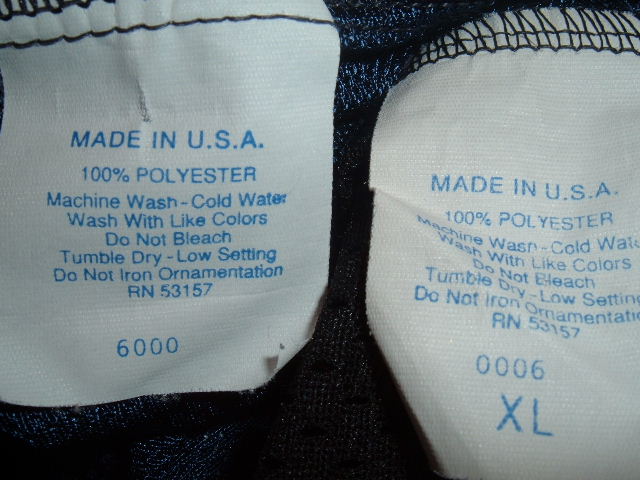 MADE IN U.S.A.
100% POLYESTER
Machine Wash-Cold Water
Wash With Like Colors
Do Not Bleach
Tumble Dry-Low Setting
Do Not Iron Ornamentation
RN 53157
6000
MADE IN U.S.A.
100% POLYESTER
Machine Wash-Cold Wate
Wash With Like Colors
Do Not Bleach
Tumble Dry-Low Setting
Do Not Iron Ornamentatio
RN 53157
0006
XL